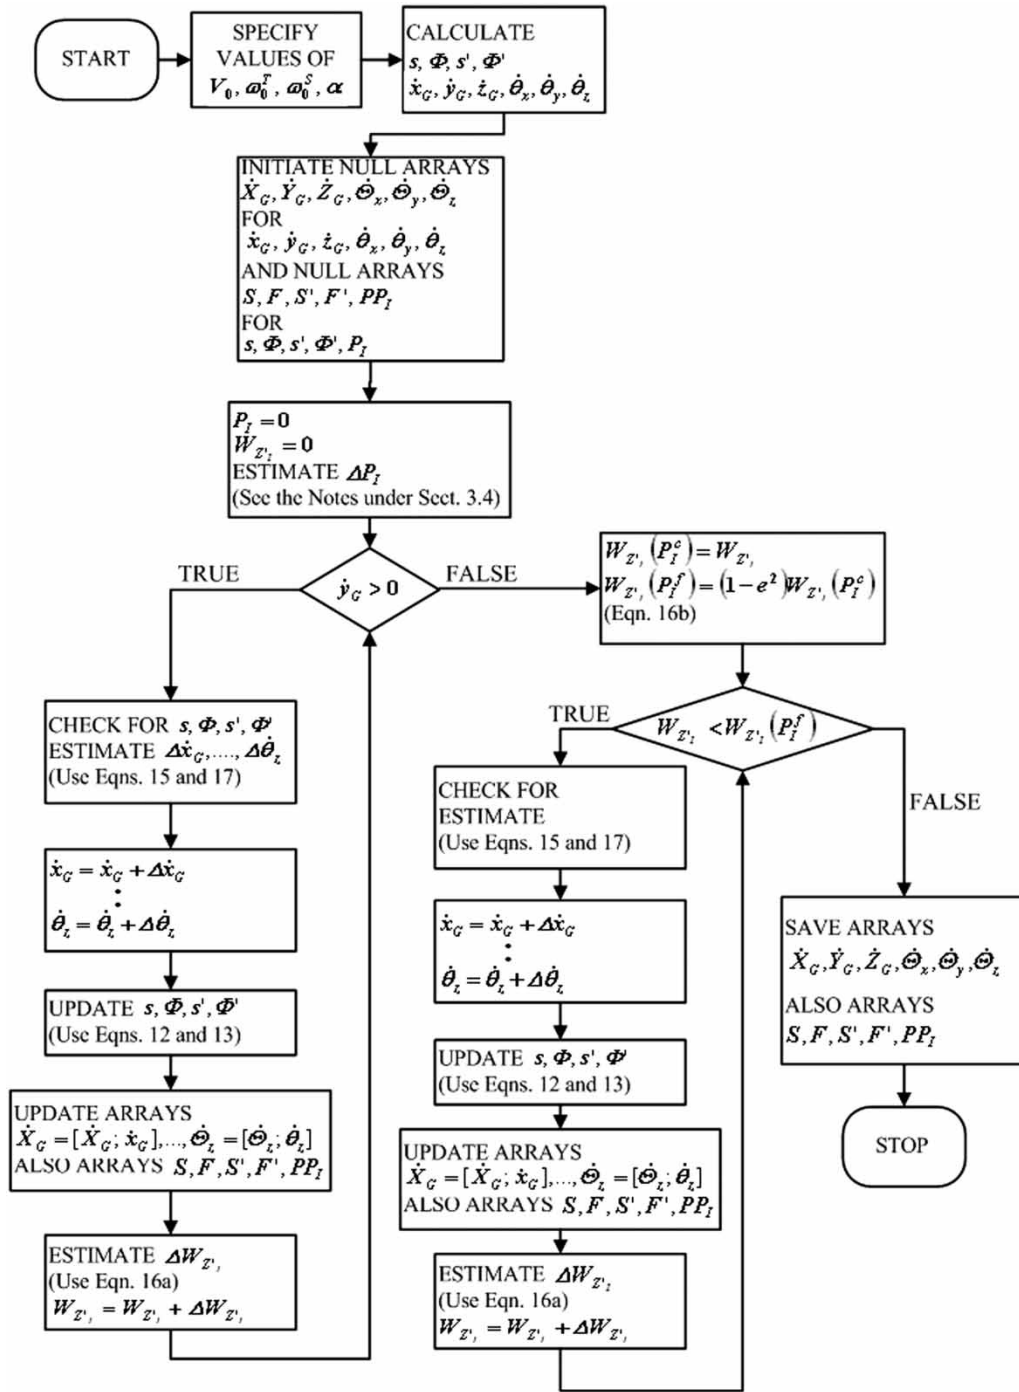 START
SPECIFY
VALUES OF
V₀, ϖ₀ᵀ, ϖ₀ˢ, α
CALCULATE
s, Φ, s', Φ'
ẋ_G, ẏ_G, ż_G, θ̇_x, θ̇_y, θ̇_z
INITIATE NULL ARRAYS
Ẋ_G, Ẏ_G, Ż_G, Θ̇_x, Θ̇_y, Θ̇_z
FOR
ẋ_G, ẏ_G, ż_G, θ̇_x, θ̇_y, θ̇_z
AND NULL ARRAYS
S, F, S', F', PP_I
FOR
s, Φ, s', Φ', P_I
P_I = 0
W_Z'_I = 0
ESTIMATE ΔP_I
(See the Notes under Sect. 3.4)
ẏ_G > 0
TRUE
FALSE
CHECK FOR s, Φ, s', Φ'
ESTIMATE Δẋ_G, ...., Δθ̇_z
(Use Eqns. 15 and 17)
ẋ_G = ẋ_G + Δẋ_G
⋮
θ̇_z = θ̇_z + Δθ̇_z
UPDATE s, Φ, s', Φ'
(Use Eqns. 12 and 13)
UPDATE ARRAYS
Ẋ_G = [Ẋ_G; ẋ_G],..., Θ̇_z = [Θ̇_z; θ̇_z]
ALSO ARRAYS S, F, S', F', PP_I
ESTIMATE ΔW_Z'_I
(Use Eqn. 16a)
W_Z'_I = W_Z'_I + ΔW_Z'_I
W_Z'_I (P_I^c) = W_Z'_I
W_Z'_I (P_I^f) = (1 − e²)W_Z'_I (P_I^c)
(Eqn. 16b)
W_Z'_I < W_Z'_I (P_I^f)
TRUE
FALSE
CHECK FOR
ESTIMATE
(Use Eqns. 15 and 17)
ẋ_G = ẋ_G + Δẋ_G
⋮
θ̇_z = θ̇_z + Δθ̇_z
UPDATE s, Φ, s', Φ'
(Use Eqns. 12 and 13)
UPDATE ARRAYS
Ẋ_G = [Ẋ_G; ẋ_G],..., Θ̇_z = [Θ̇_z; θ̇_z]
ALSO ARRAYS S, F, S', F', PP_I
ESTIMATE ΔW_Z'_I
(Use Eqn. 16a)
W_Z'_I = W_Z'_I + ΔW_Z'_I
SAVE ARRAYS
Ẋ_G, Ẏ_G, Ż_G, Θ̇_x, Θ̇_y, Θ̇_z
ALSO ARRAYS
S, F, S', F', PP_I
STOP